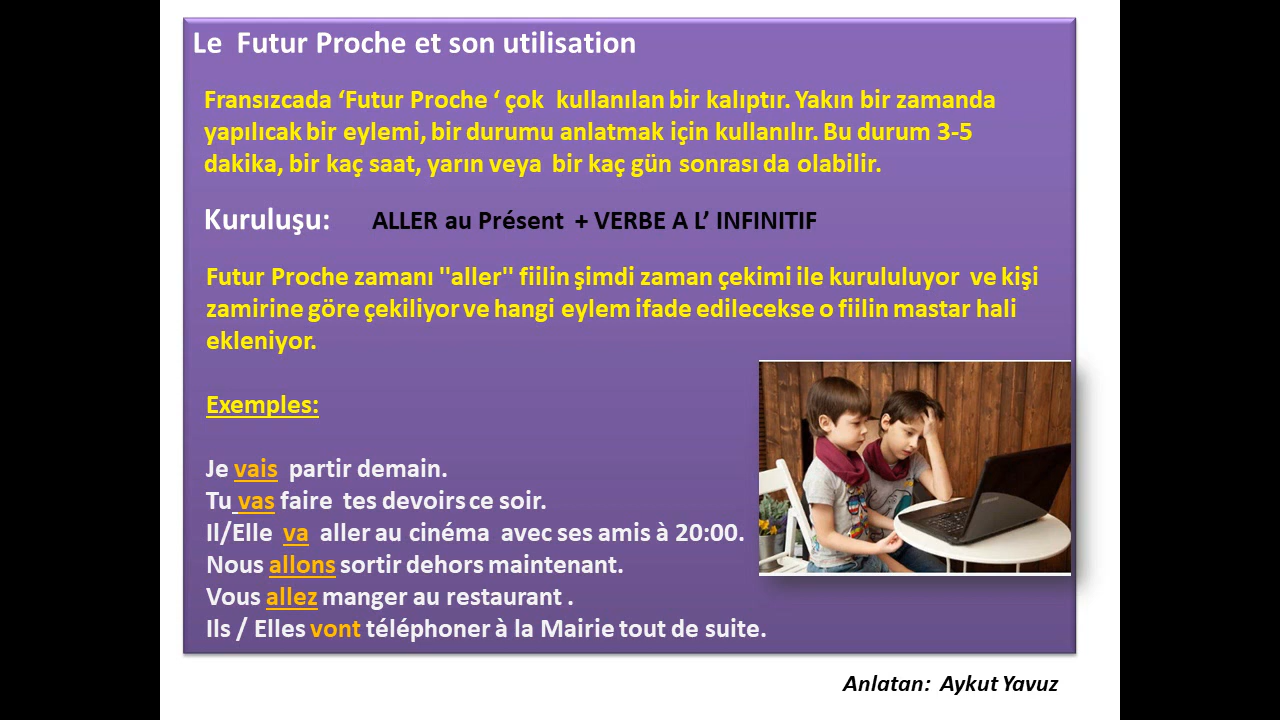 Le Futur Proche et son utilisation
Fransızcada ‘Futur Proche ‘ çok kullanılan bir kalıptır. Yakın bir zamanda
yapılıcak bir eylemi, bir durumu anlatmak için kullanılır. Bu durum 3-5
dakika, bir kaç saat, yarın veya bir kaç gün sonrası da olabilir.
Kuruluşu: ALLER au Présent + VERBE A L’ INFINITIF
Futur Proche zamanı ''aller'' fiilin şimdi zaman çekimi ile kurululuyor ve kişi
zamirine göre çekiliyor ve hangi eylem ifade edilecekse o fiilin mastar hali
ekleniyor.
Exemples:
Je vais partir demain.
Tu vas faire tes devoirs ce soir.
Il/Elle va aller au cinéma avec ses amis à 20:00.
Nous allons sortir dehors maintenant.
Vous allez manger au restaurant .
Ils / Elles vont téléphoner à la Mairie tout de suite.
Anlatan: Aykut Yavuz